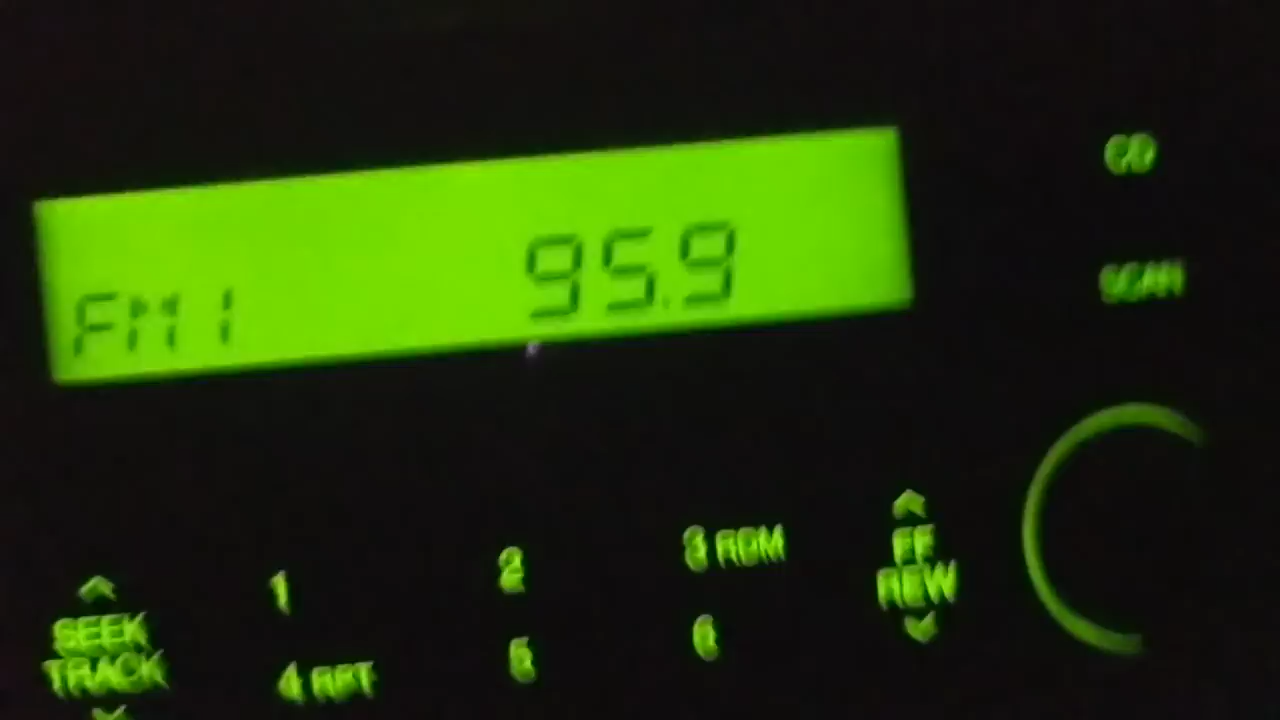 CD
FM1 95.9
SCAN
1 2 3 RDM FF
REW
SEEK
TRACK
4 RPT 5 6